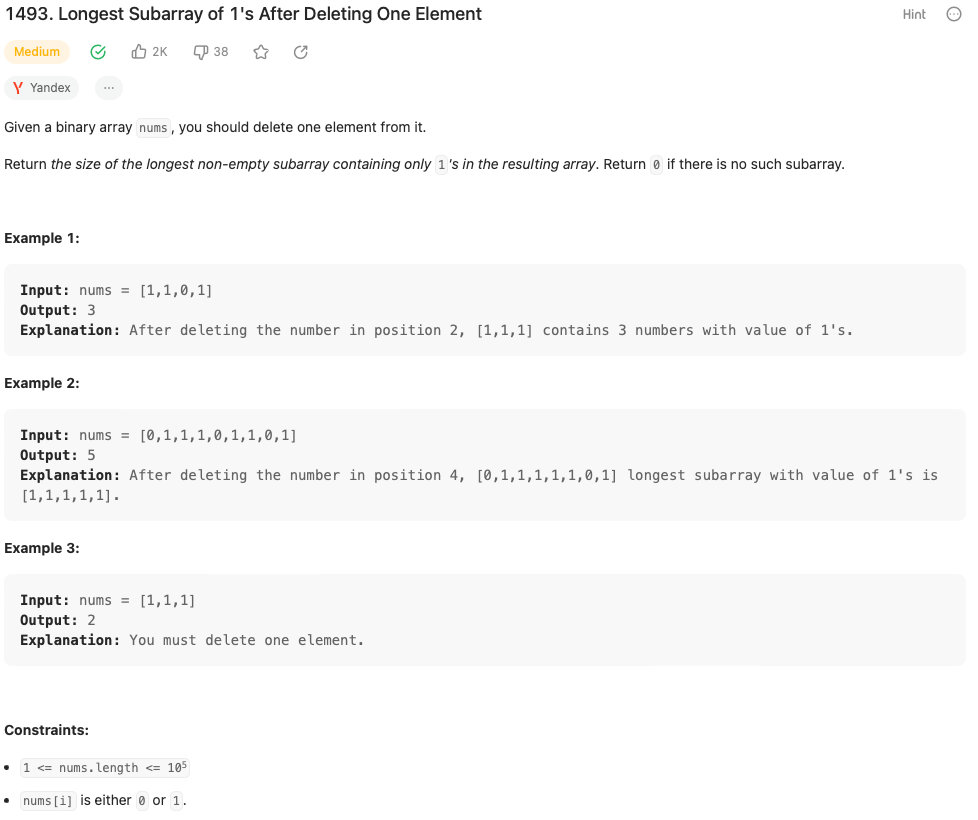 1493. Longest Subarray of 1's After Deleting One Element
Hint
Medium
2K
38
Yandex
Given a binary array nums, you should delete one element from it.
Return the size of the longest non-empty subarray containing only 1's in the resulting array. Return 0 if there is no such subarray.
Example 1:
Input: nums = [1,1,0,1]
Output: 3
Explanation: After deleting the number in position 2, [1,1,1] contains 3 numbers with value of 1's.
Example 2:
Input: nums = [0,1,1,1,0,1,1,0,1]
Output: 5
Explanation: After deleting the number in position 4, [0,1,1,1,1,1,0,1] longest subarray with value of 1's is
[1,1,1,1,1].
Example 3:
Input: nums = [1,1,1]
Output: 2
Explanation: You must delete one element.
Constraints:
• 1 <= nums.length <= 10⁵
• nums[i] is either 0 or 1.